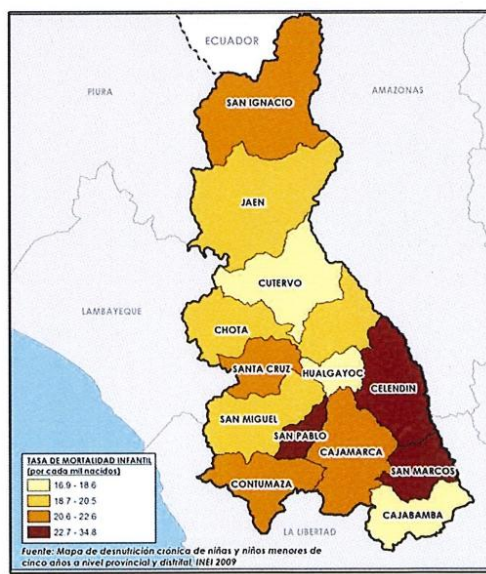 ECUADOR
PIURA
AMAZONAS
SAN IGNACIO
JAEN
CUTERVO
LAMBAYEQUE
CHOTA
SANTA CRUZ
HUALGAYOC
CELENDIN
SAN MIGUEL
SAN PABLO
CAJAMARCA
SAN MARCOS
CONTUMAZA
CAJABAMBA
LA LIBERTAD
TASA DE MORTALIDAD INFANTIL
(por cada mil nacidos)
16.9 - 18.6
18.7 - 20.5
20.6 - 22.6
22.7 - 34.8
Fuente: Mapa de desnutrición crónica de niñas y niños menores de
cinco años a nivel provincial y distrital, INEI 2009